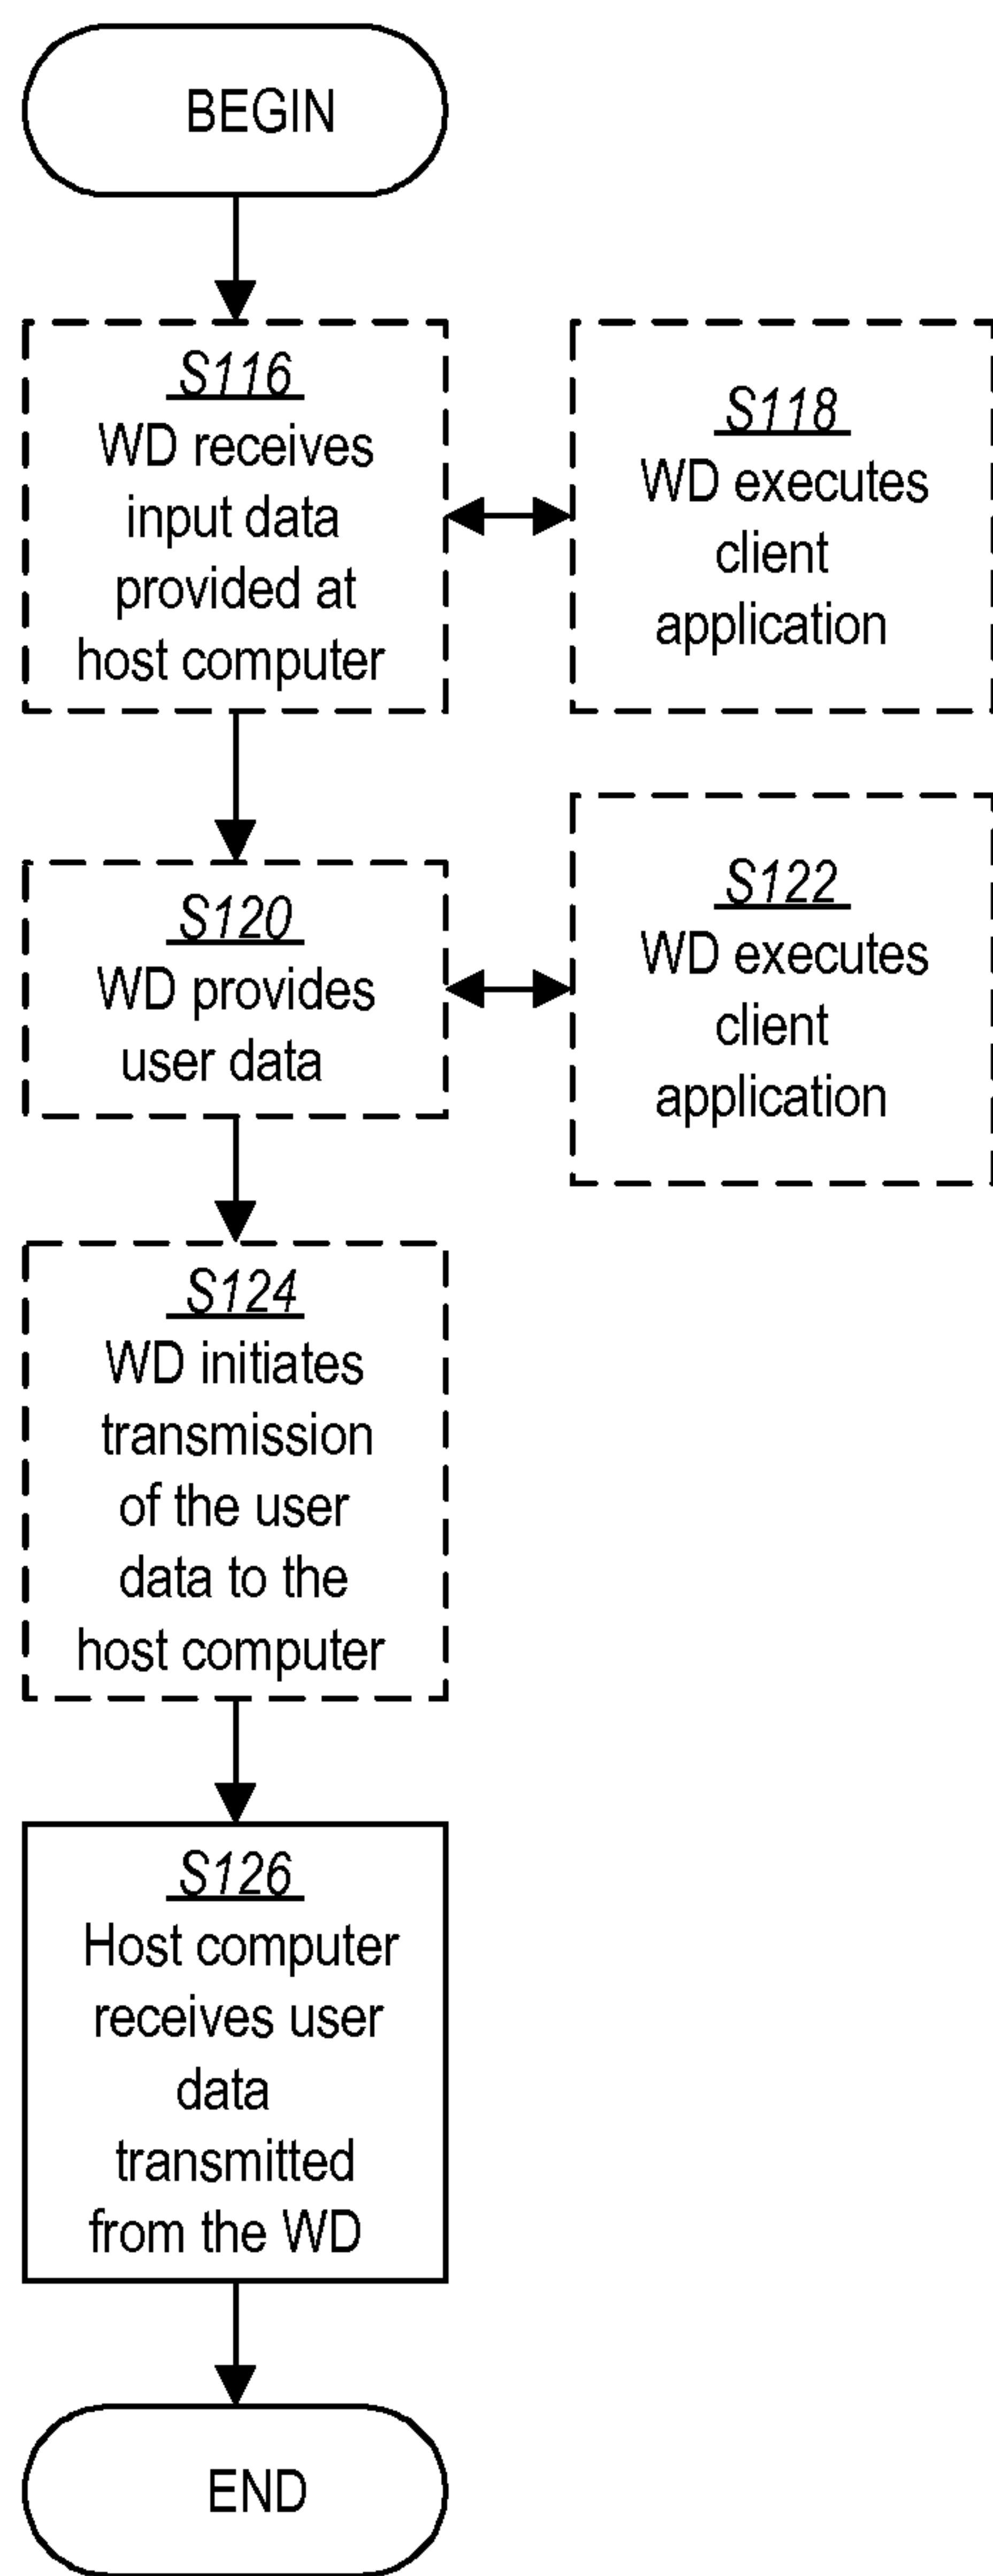 BEGIN
S116
WD receives
input data
provided at
host computer
S118
WD executes
client
application
S120
WD provides
user data
S122
WD executes
client
application
S124
WD initiates
transmission
of the user
data to the
host computer
S126
Host computer
receives user
data
transmitted
from the WD
END